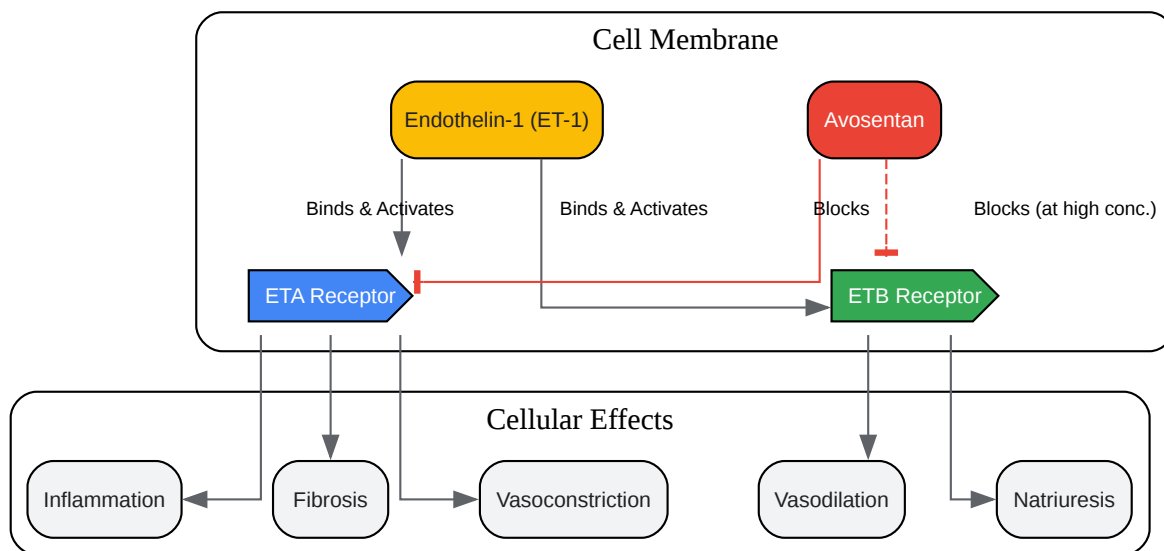 Cell Membrane
Endothelin-1 (ET-1)
Avosentan
Binds & Activates
Binds & Activates
Blocks
Blocks (at high conc.)
ETA Receptor
ETB Receptor
Cellular Effects
Inflammation
Fibrosis
Vasoconstriction
Vasodilation
Natriuresis